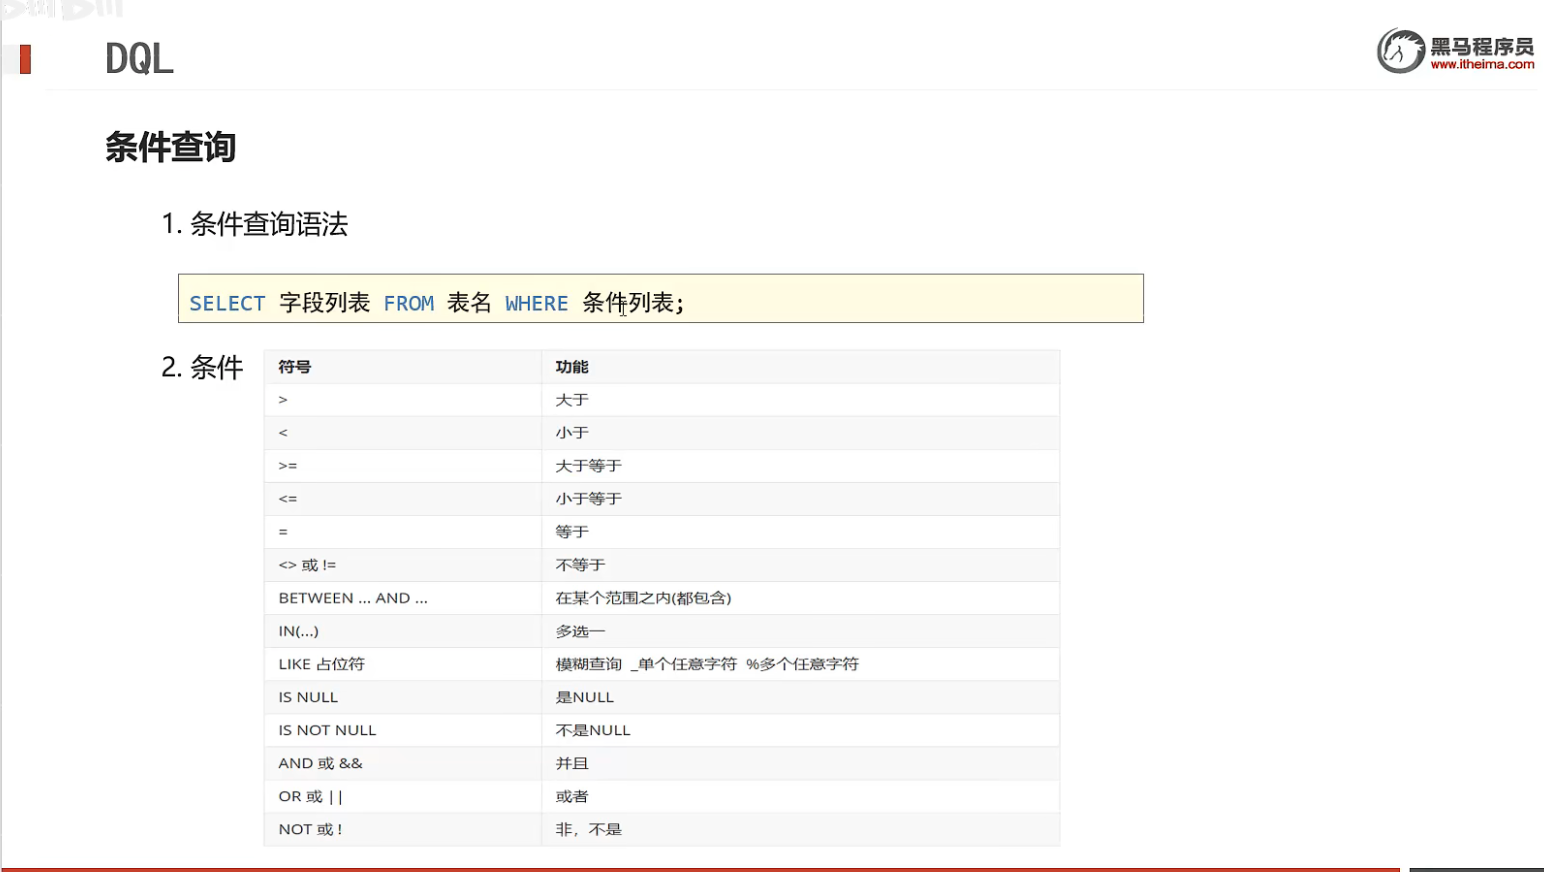 DQL
黑马程序员
www.itheima.com
条件查询
1. 条件查询语法
SELECT 字段列表 FROM 表名 WHERE 条件列表;
2. 条件
符号 功能
> 大于
< 小于
>= 大于等于
<= 小于等于
= 等于
<> 或 != 不等于
BETWEEN ... AND ... 在某个范围之内(都包含)
IN(...) 多选一
LIKE 占位符 模糊查询 _单个任意字符 %多个任意字符
IS NULL 是NULL
IS NOT NULL 不是NULL
AND 或 && 并且
OR 或 || 或者
NOT 或 ! 非，不是